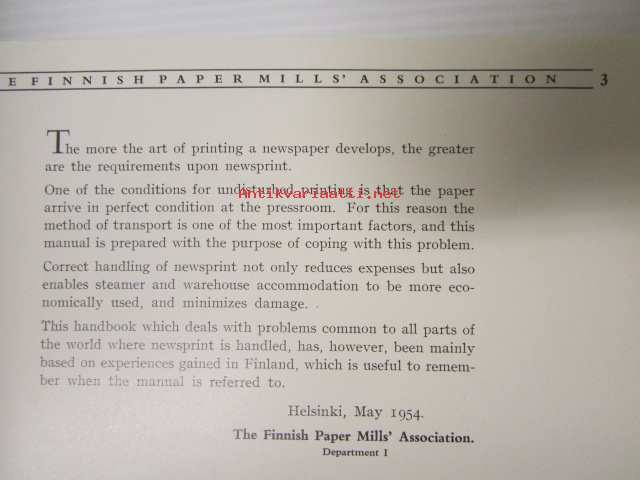 E FINNISH PAPER MILLS' ASSOCIATION 3
The more the art of printing a newspaper develops, the greater
are the requirements upon newsprint.
One of the conditions for undisturbed printing is that the paper
Antikvariaatti.net
arrive in perfect condition at the pressroom. For this reason the
method of transport is one of the most important factors, and this
manual is prepared with the purpose of coping with this problem.
Correct handling of newsprint not only reduces expenses but also
enables steamer and warehouse accommodation to be more eco-
nomically used, and minimizes damage.
This handbook which deals with problems common to all parts of
the world where newsprint is handled, has, however, been mainly
based on experiences gained in Finland, which is useful to remem-
ber when the manual is referred to.
Helsinki, May 1954.
The Finnish Paper Mills' Association.
Department I